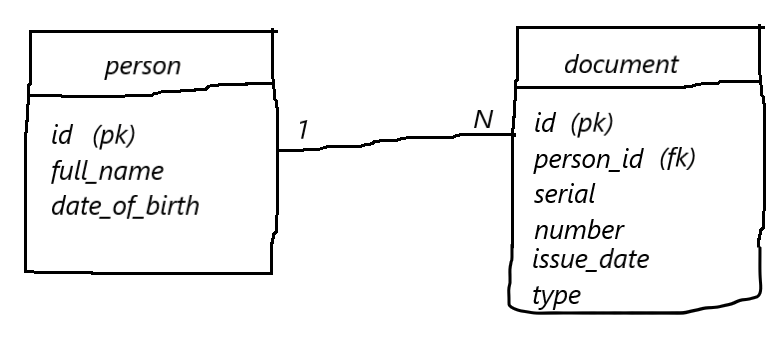 person
id (pk)
full_name
date_of_birth
1
N
document
id (pk)
person_id (fk)
serial
number
issue_date
type